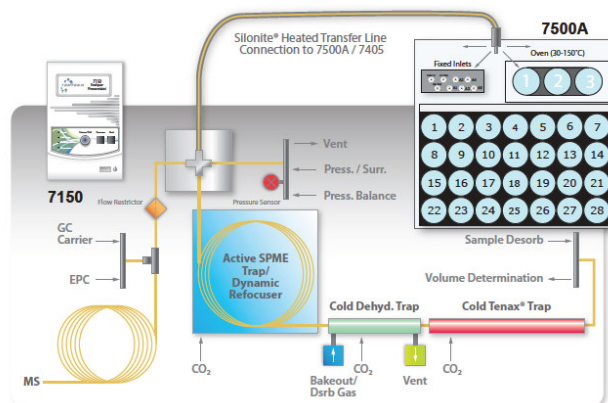 Silonite® Heated Transfer Line
Connection to 7500A / 7405
7500A
Oven (30-150°C)
Fixed Inlets
1 2 3
1 2 3 4 5 6 7
8 9 10 11 12 13 14
15 16 17 18 19 20 21
22 23 24 25 26 27 28
7150
7150
Vent
Press. / Surr.
Press. Balance
Pressure Sensor
Flow Restrictor
GC
Carrier
EPC
MS
Active SPME
Trap/
Dynamic
Refocuser
Sample Desorb
Volume Determination
Cold Dehyd. Trap
Cold Tenax® Trap
CO₂
CO₂
CO₂
Bakeout/
Dsrb Gas
Vent